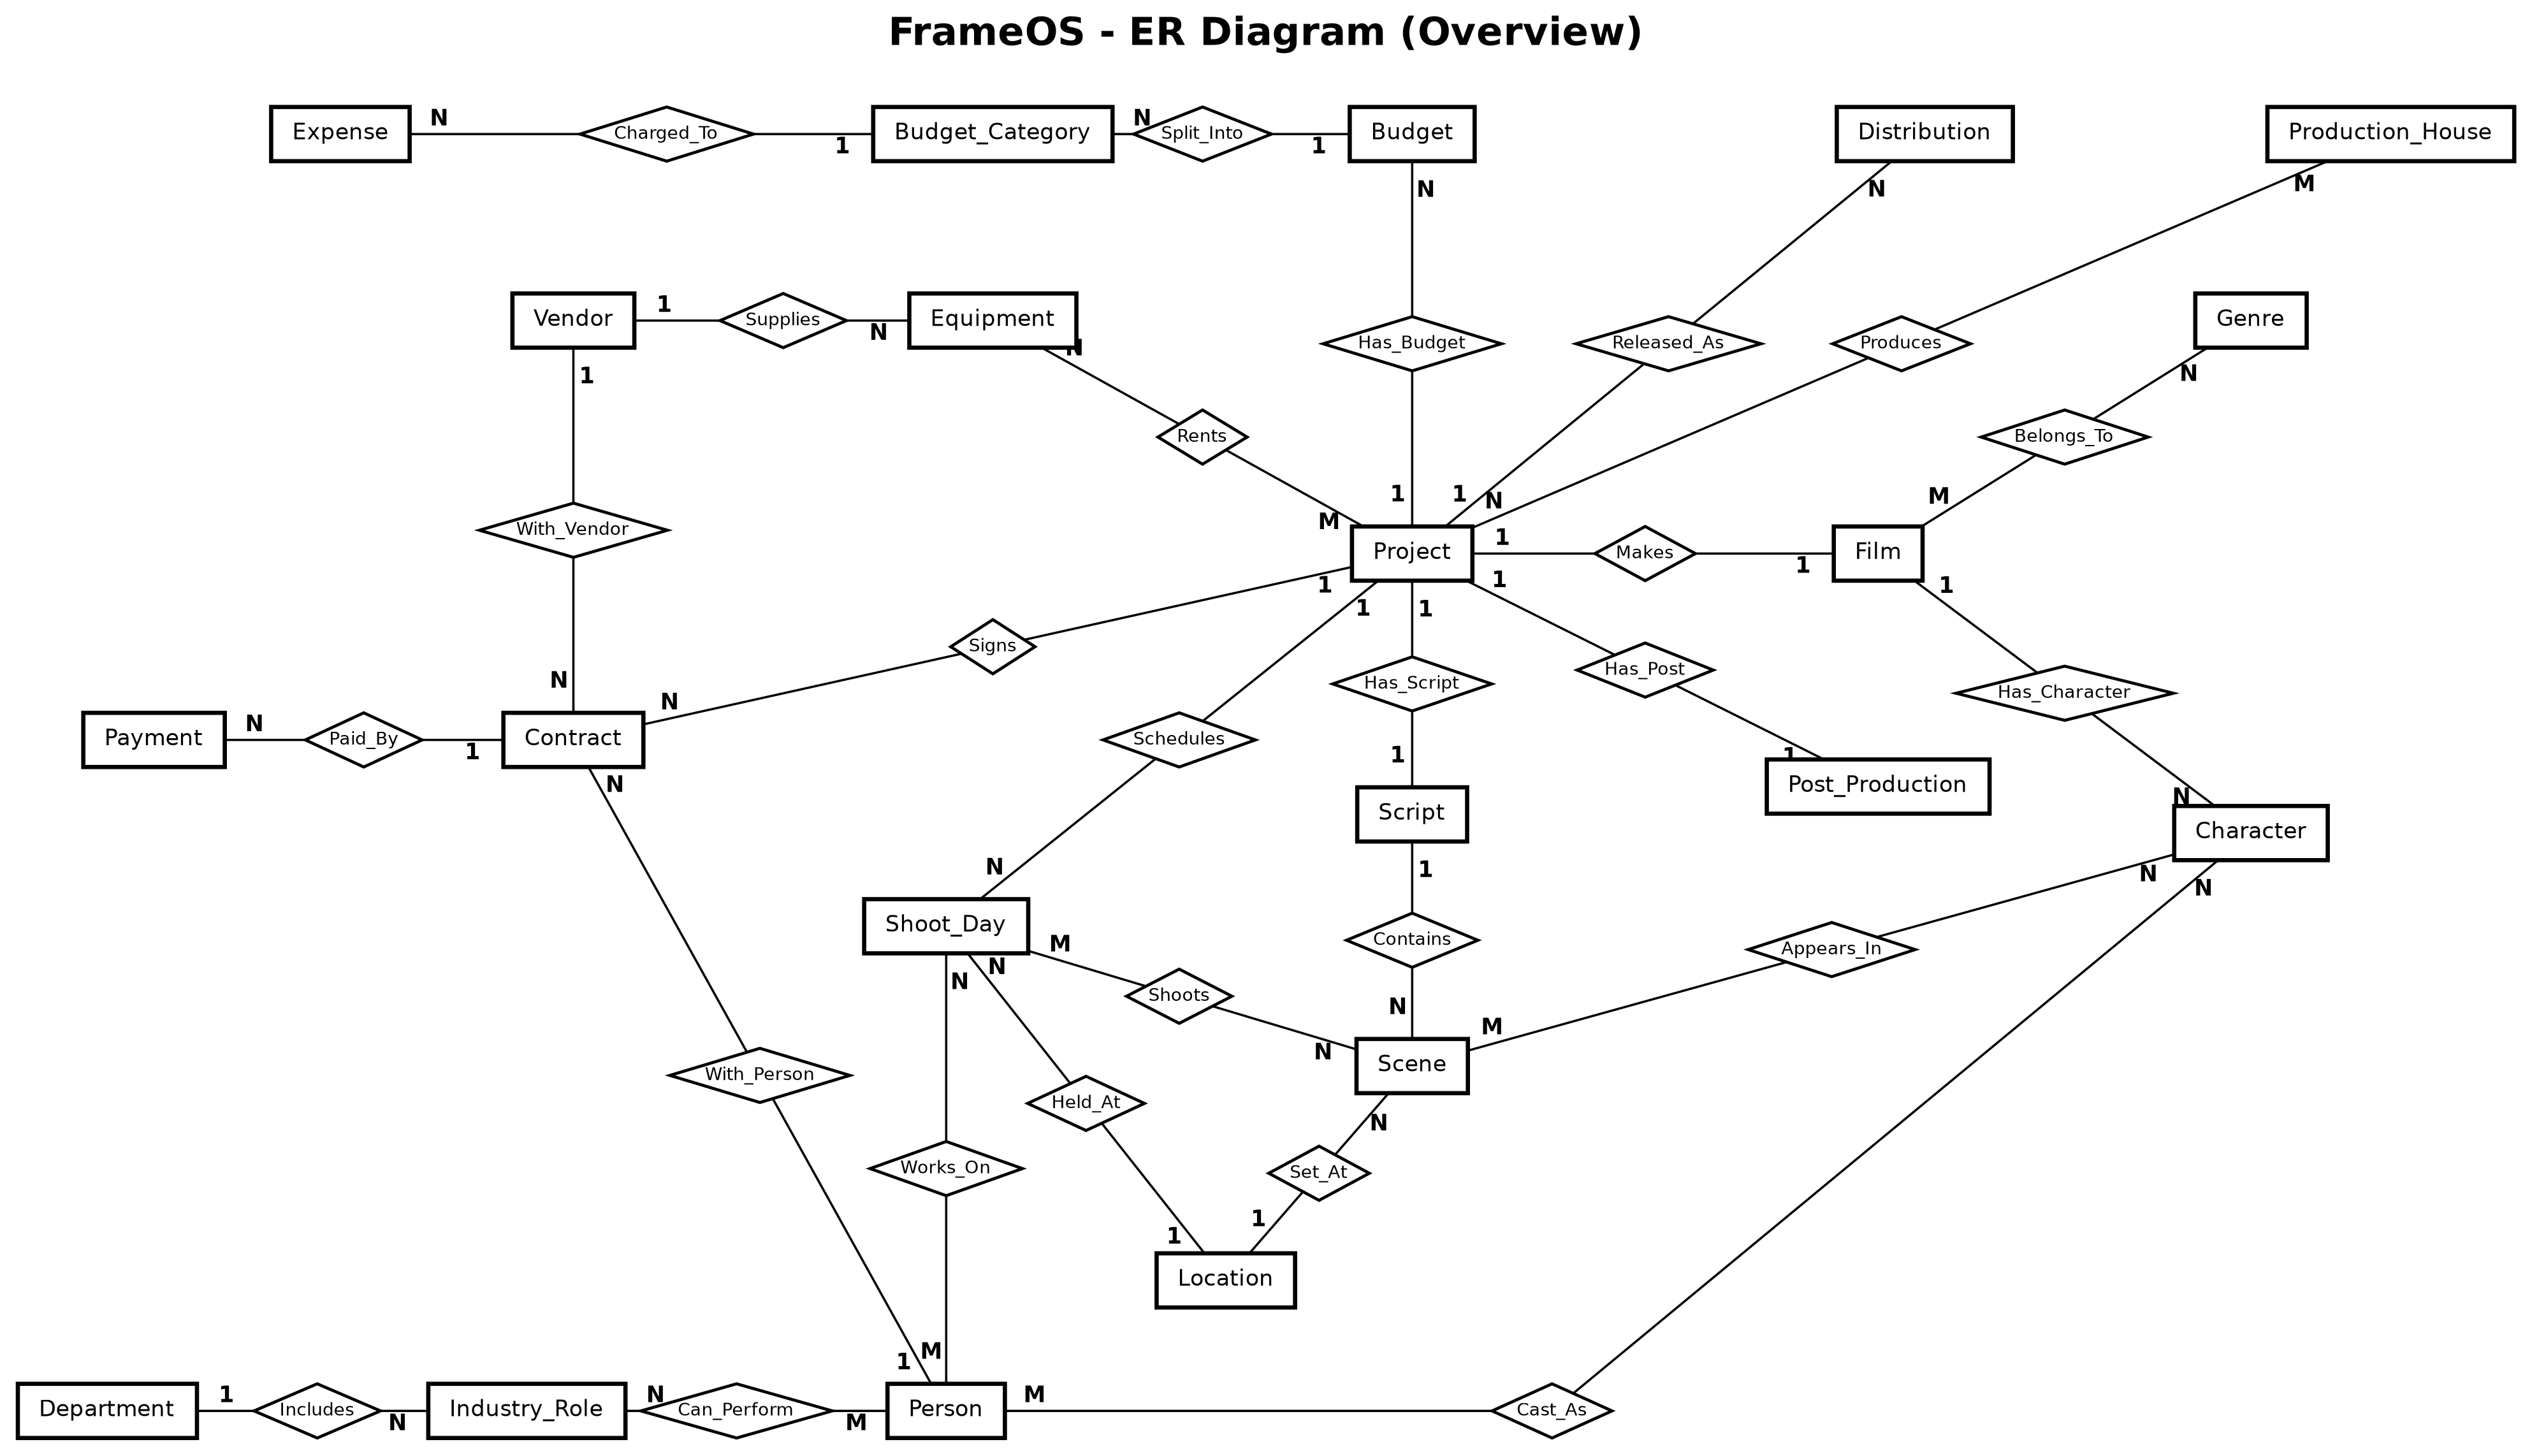 FrameOS - ER Diagram (Overview)
Expense
N
Charged_To
1
Budget_Category
N
Split_Into
1
Budget
Distribution
Production_House
N
N
M
Vendor
1
Supplies
N
Equipment
N
Has_Budget
Released_As
Produces
Genre
1
N
Rents
Belongs_To
M
1
1
N
M
With_Vendor
Project
1
Makes
1
Film
1
1
1
1
1
Signs
N
N
Has_Script
Has_Post
Has_Character
Payment
N
Paid_By
1
Contract
Schedules
1
1
N
Post_Production
N
Script
Character
N
1
N
N
Shoot_Day
M
Contains
Appears_In
N
N
Shoots
N
M
N
Scene
With_Person
Held_At
N
Works_On
Set_At
1
1
Location
1
M
Department
1
Includes
N
Industry_Role
N
Can_Perform
M
Person
M
Cast_As